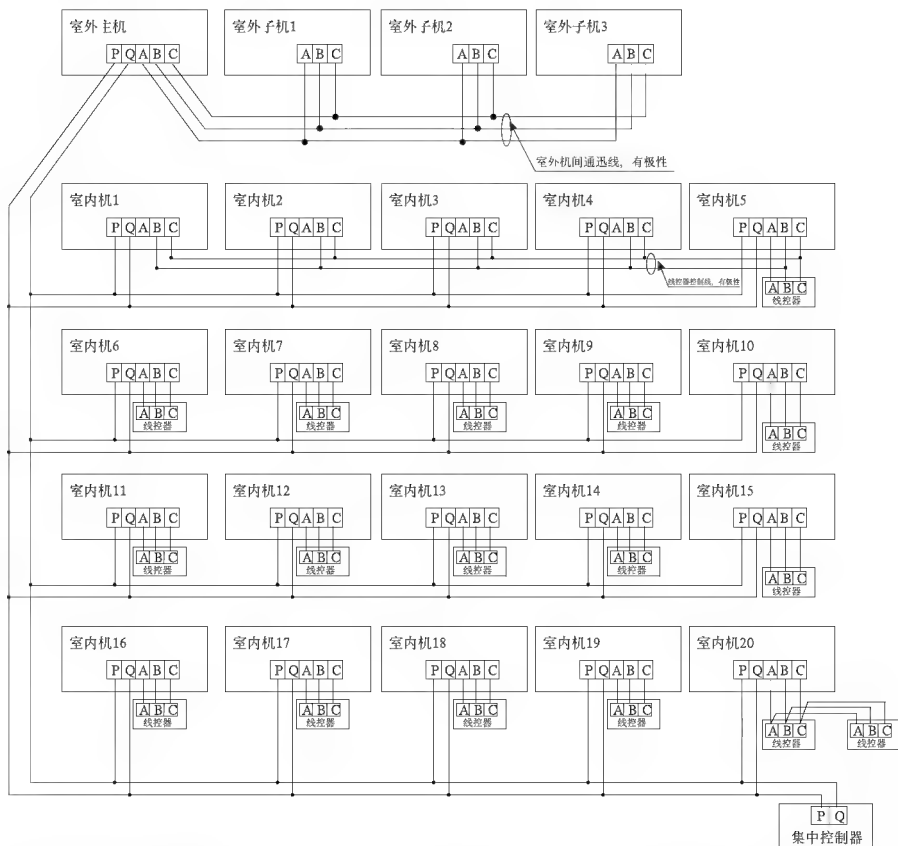 室外主机 室外子机1 室外子机2 室外子机3
P Q A B C A B C A B C A B C
室外机间通迅线，有极性
室内机1 室内机2 室内机3 室内机4 室内机5
P Q A B C P Q A B C P Q A B C P Q A B C P Q A B C
线控器控制线，有极性
A B C
线控器
室内机6 室内机7 室内机8 室内机9 室内机10
P Q A B C P Q A B C P Q A B C P Q A B C P Q A B C
A B C A B C A B C A B C
线控器 线控器 线控器 线控器
A B C
线控器
室内机11 室内机12 室内机13 室内机14 室内机15
P Q A B C P Q A B C P Q A B C P Q A B C P Q A B C
A B C A B C A B C A B C
线控器 线控器 线控器 线控器
A B C
线控器
室内机16 室内机17 室内机18 室内机19 室内机20
P Q A B C P Q A B C P Q A B C P Q A B C P Q A B C
A B C A B C A B C A B C
线控器 线控器 线控器 线控器
A B C A B C
线控器 线控器
P Q
集中控制器